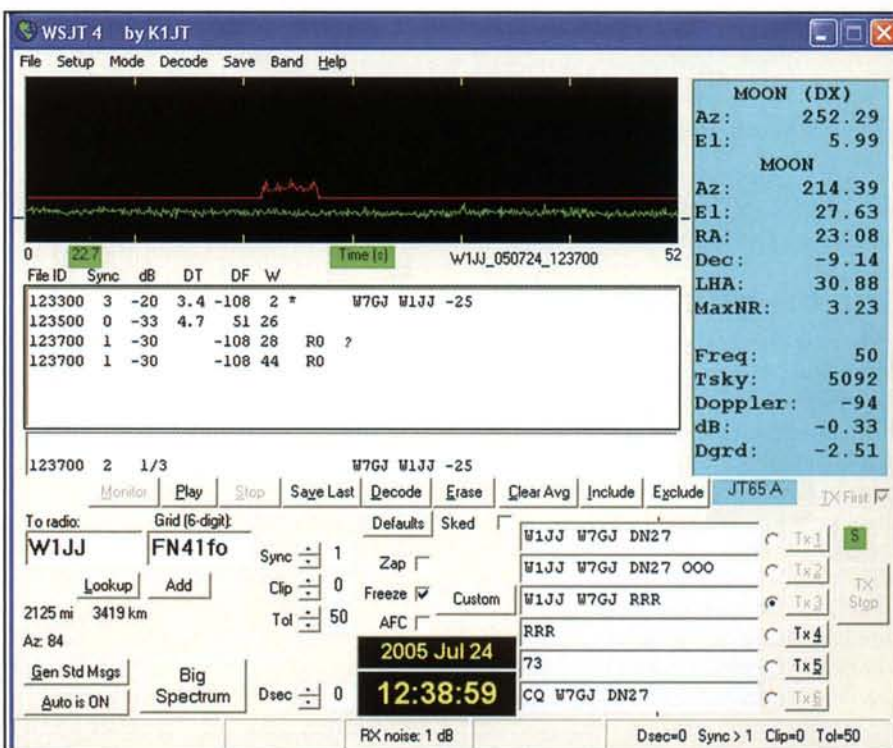 WSJT 4 by K1JT
File Setup Mode Decode Save Band Help
MOON (DX)
Az: 252.29
El: 5.99
MOON
Az: 214.39
El: 27.63
RA: 23:08
Dec: -9.14
LHA: 30.88
MaxNR: 3.23
Freq: 50
Tsky: 5092
Doppler: -94
dB: -0.33
Dgrd: -2.51
0 22.7 Time (s) W1JJ_050724_123700 52
File ID Sync dB DT DF W
123300 3 -20 3.4 -108 2 * W7GJ W1JJ -25
123500 0 -33 4.7 51 26
123700 1 -30 -108 28 RO ?
123700 1 -30 -108 44 RO
123700 2 1/3 W7GJ W1JJ -25
Monitor Play Stop Save Last Decode Erase Clear Avg Include Exclude JT65 A TX First
To radio: Grid (6-digit):
W1JJ FN41fo
Lookup Add
2125 mi 3419 km
Az: 84
Gen Std Msgs
Auto is ON
Big Spectrum
Sync 1
Clip 0
Tol 50
Dsec 0
Defaults Sked
Zap
Freeze Custom
AFC
2005 Jul 24
12:38:59
W1JJ W7GJ DN27 Tx1 S
W1JJ W7GJ DN27 OOO Tx2
W1JJ W7GJ RRR Tx3
TX Stop
RRR Tx4
73 Tx5
CQ W7GJ DN27 Tx6
RX noise: 1 dB Dsec=0 Sync > 1 Clip=0 Tol=50